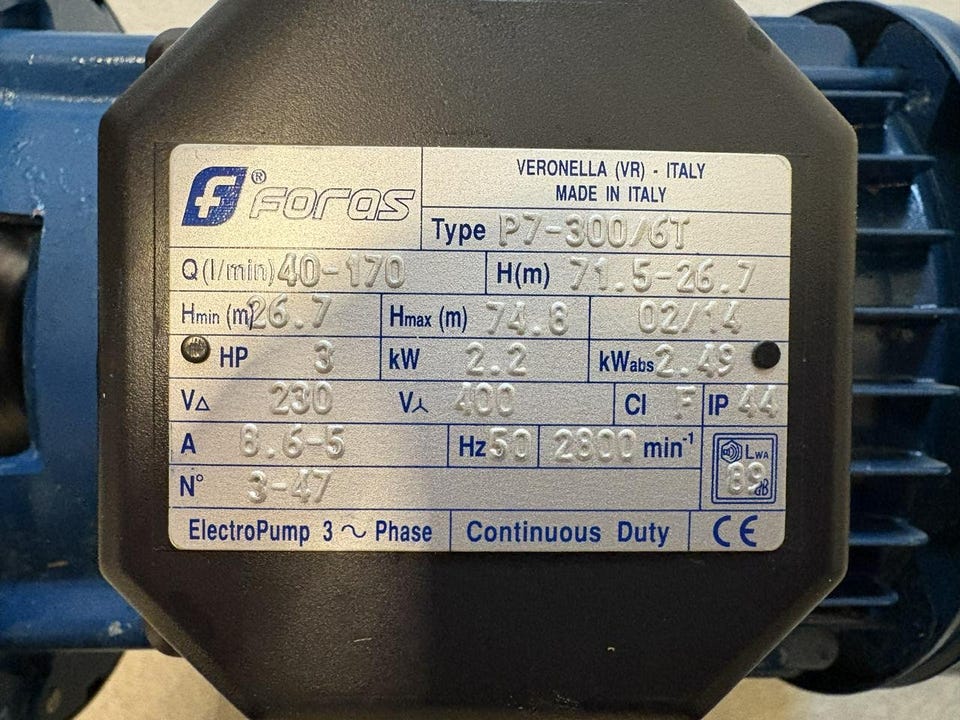 F® Foras
VERONELLA (VR) - ITALY
MADE IN ITALY
Type P7-300/6T
Q (l/min) 40-170 H(m) 71.5-26.7
Hmin (m) 26.7 Hmax (m) 74.8 02/14
HP 3 kW 2.2 kWabs 2.49
V△ 230 V⅄ 400 Cl F IP 44
A 8.6-5 Hz 50 2800 min⁻¹ LWA
N° 3-47 89 dB
ElectroPump 3 ∼ Phase Continuous Duty CE